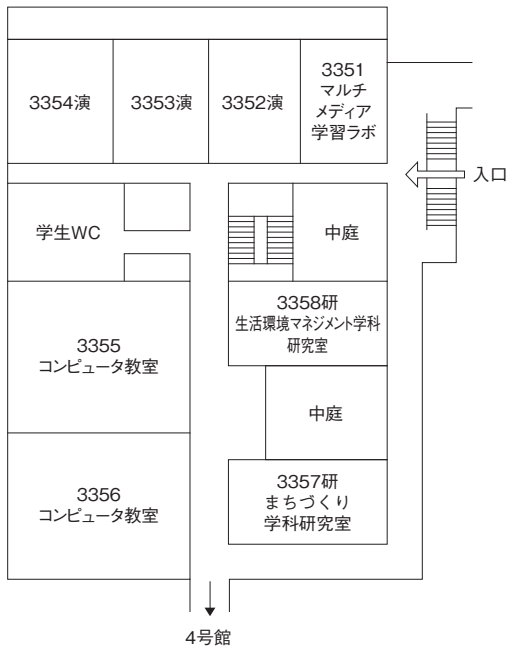 3354演
3353演
3352演
3351
マルチ
メディア
学習ラボ
入口
学生WC
中庭
3358研
生活環境マネジメント学科
研究室
3355
コンピュータ教室
中庭
3356
コンピュータ教室
3357研
まちづくり
学科研究室
4号館